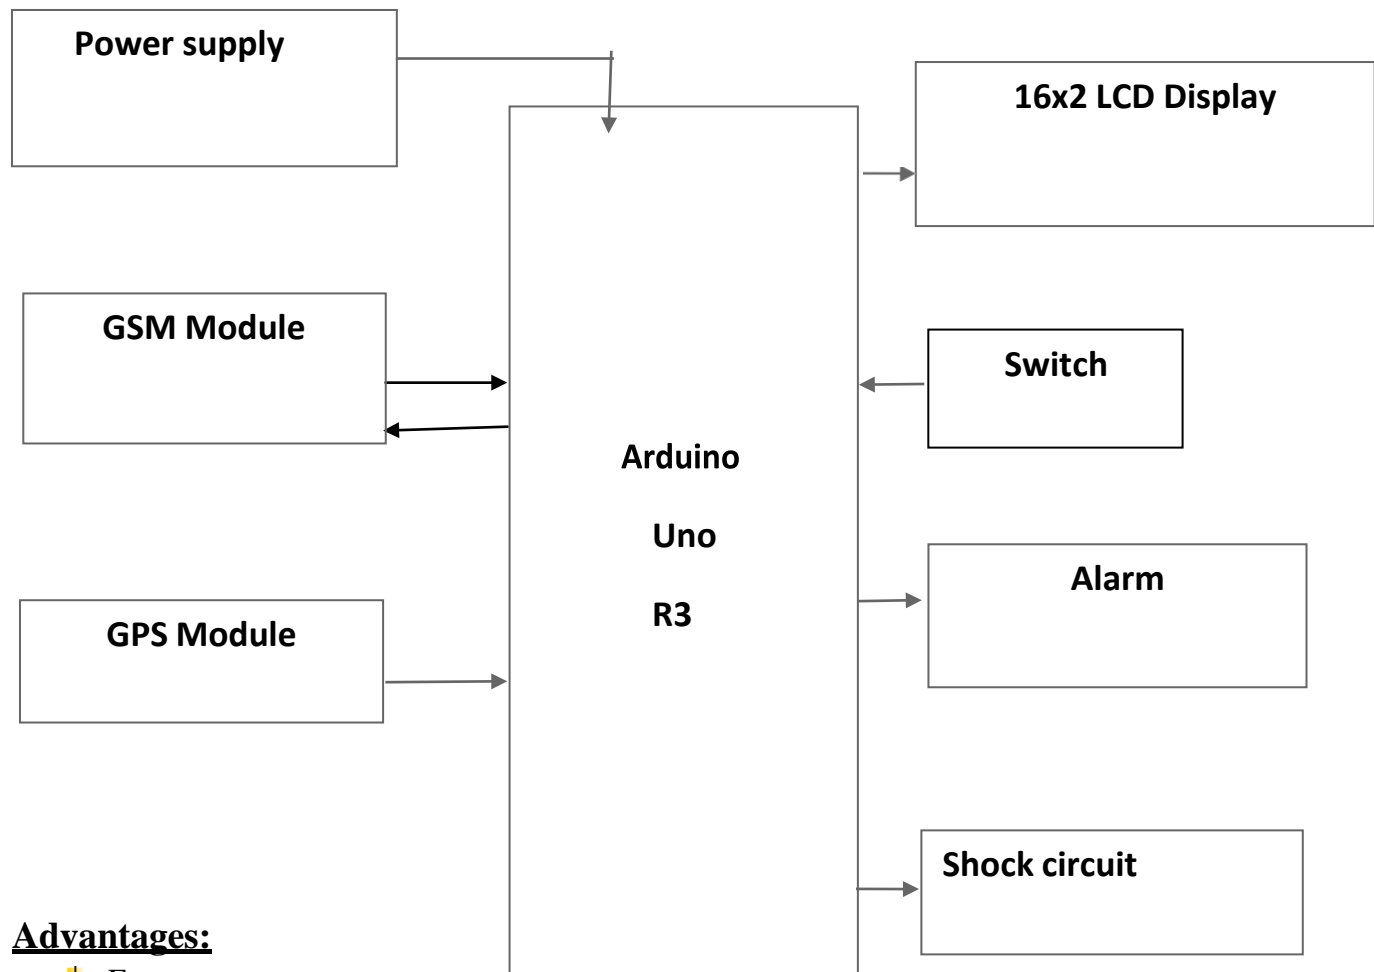 Power supply
16x2 LCD Display
GSM Module
Switch
Arduino
Uno
R3
Alarm
GPS Module
Shock circuit
Advantages: